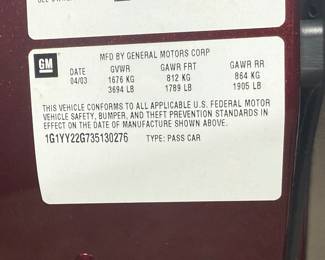 GM
MFD BY GENERAL MOTORS CORP
DATE GVWR GAWR FRT GAWR RR
04/03 1676 KG 812 KG 864 KG
3694 LB 1789 LB 1905 LB
THIS VEHICLE CONFORMS TO ALL APPLICABLE U.S. FEDERAL MOTOR
VEHICLE SAFETY, BUMPER, AND THEFT PREVENTION STANDARDS IN
EFFECT ON THE DATE OF MANUFACTURE SHOWN ABOVE.
1G1YY22G735130276 TYPE: PASS CAR